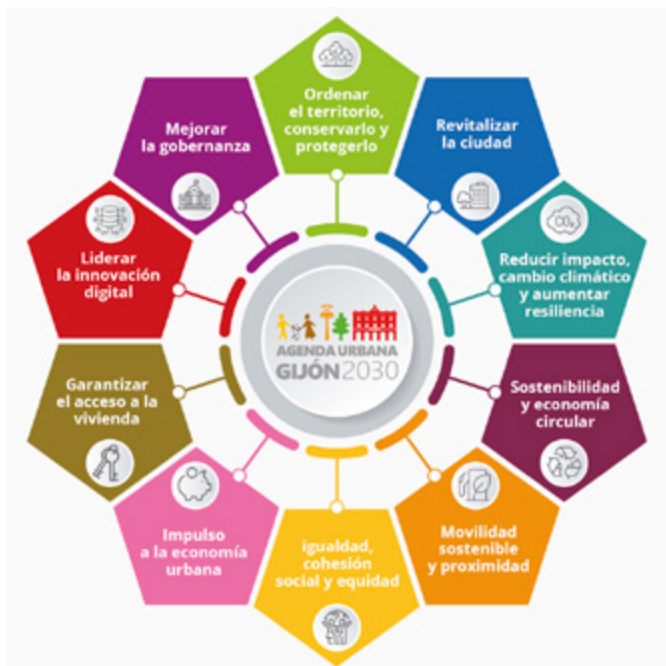 Ordenar
el territorio,
conservarlo y
protegerlo
Revitalizar
la ciudad
CO₂
Reducir impacto,
cambio climático
y aumentar
resiliencia
Sostenibilidad
y economía
circular
Movilidad
sostenible
y proximidad
igualdad,
cohesión
social y equidad
Impulso
a la economía
urbana
Garantizar
el acceso a la
vivienda
Liderar
la innovación
digital
Mejorar
la gobernanza
AGENDA URBANA
GIJÓN2030